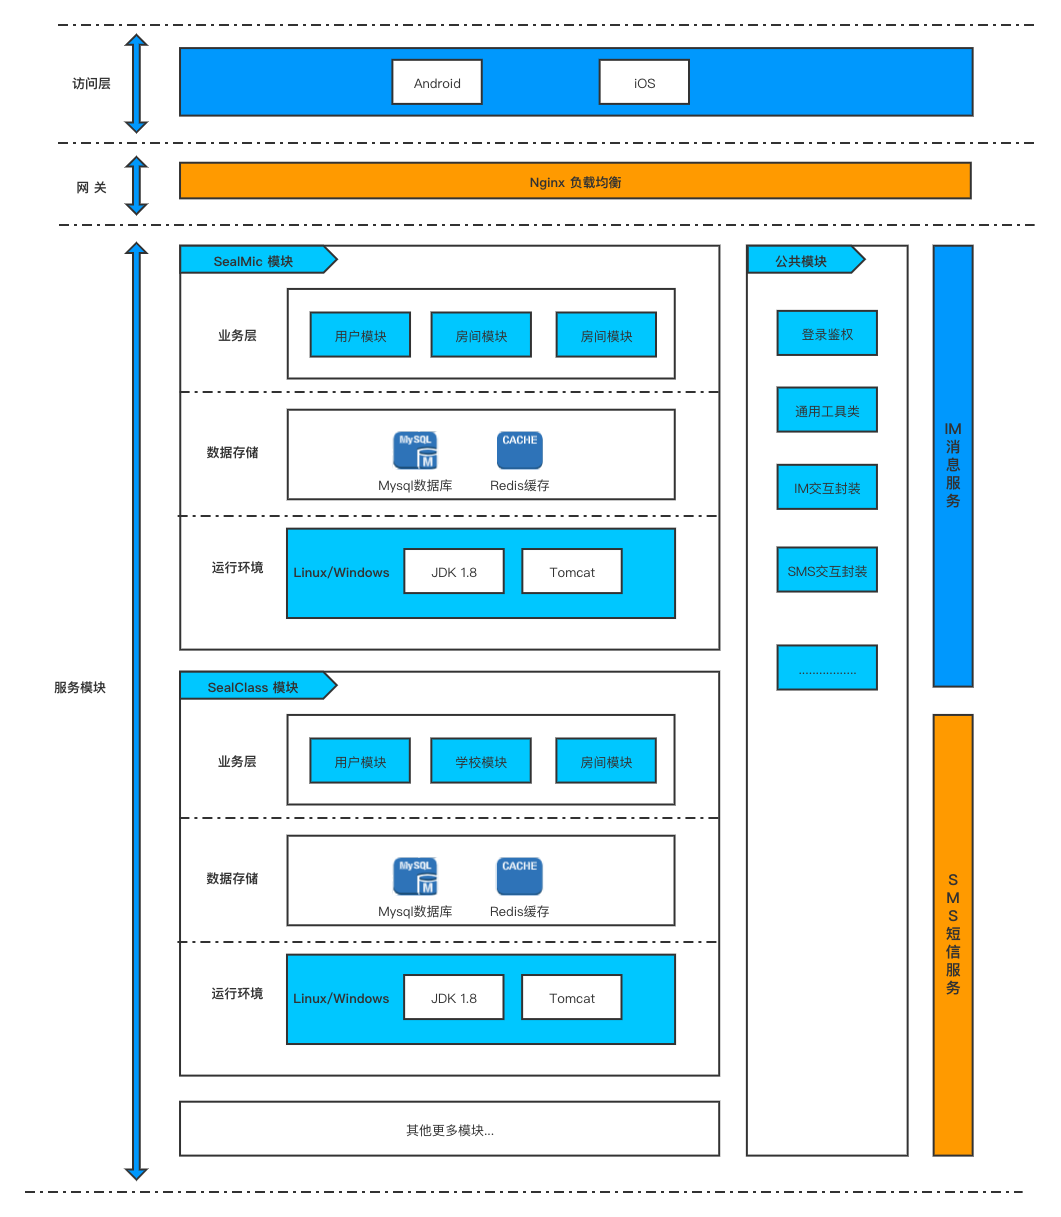 访问层
Android
iOS
网 关
Nginx 负载均衡
服务模块
SealMic 模块
业务层
用户模块
房间模块
房间模块
数据存储
MySQL
M
Mysql数据库
CACHE
Redis缓存
运行环境
Linux/Windows
JDK 1.8
Tomcat
SealClass 模块
业务层
用户模块
学校模块
房间模块
数据存储
MySQL
M
Mysql数据库
CACHE
Redis缓存
运行环境
Linux/Windows
JDK 1.8
Tomcat
其他更多模块...
公共模块
登录鉴权
通用工具类
IM交互封装
SMS交互封装
.................
IM
消
息
服
务
S
M
S
短
信
服
务